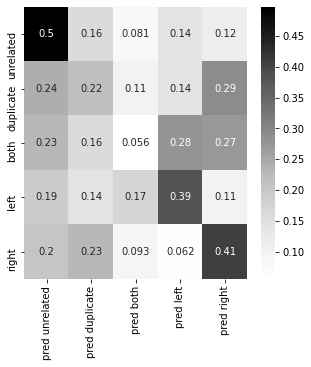 unrelated 0.5 0.16 0.081 0.14 0.12
duplicate 0.24 0.22 0.11 0.14 0.29
both 0.23 0.16 0.056 0.28 0.27
left 0.19 0.14 0.17 0.39 0.11
right 0.2 0.23 0.093 0.062 0.41
pred unrelated
pred duplicate
pred both
pred left
pred right
0.45
0.40
0.35
0.30
0.25
0.20
0.15
0.10